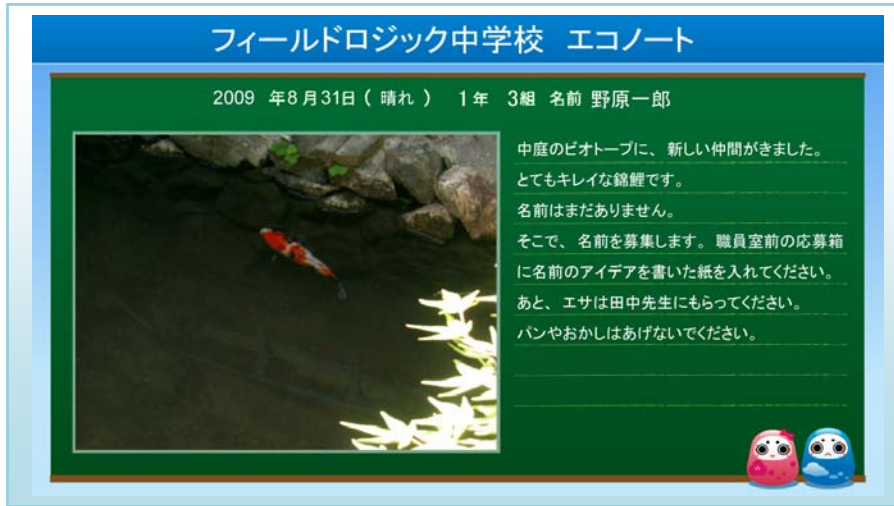 フィールドロジック中学校　エコノート
2009 年8月31日（ 晴れ ） 1年 3組 名前 野原一郎
中庭のビオトープに、新しい仲間がきました。
とてもキレイな錦鯉です。
名前はまだありません。
そこで、名前を募集します。職員室前の応募箱
に名前のアイデアを書いた紙を入れてください。
あと、エサは田中先生にもらってください。
パンやおかしはあげないでください。